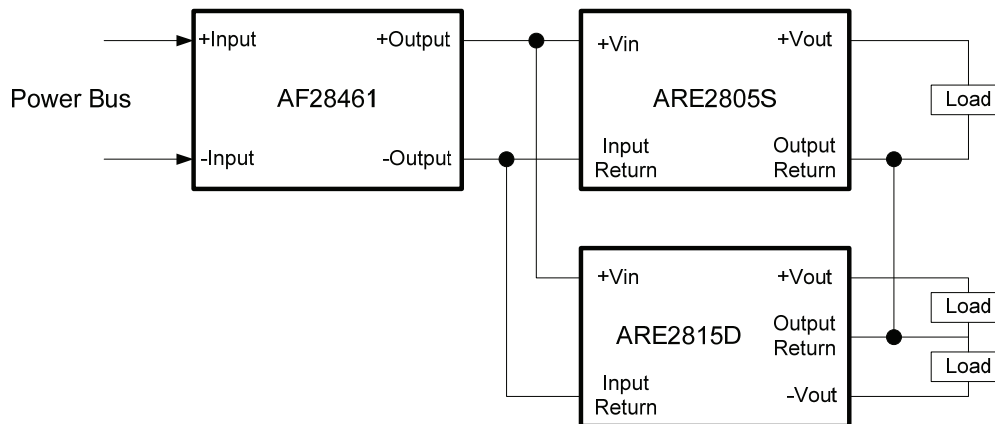 Power Bus
+Input
+Output
AF28461
-Input
-Output
+Vin
+Vout
ARE2805S
Input
Return
Output
Return
Load
+Vin
+Vout
ARE2815D
Output
Return
Input
Return
-Vout
Load
Load